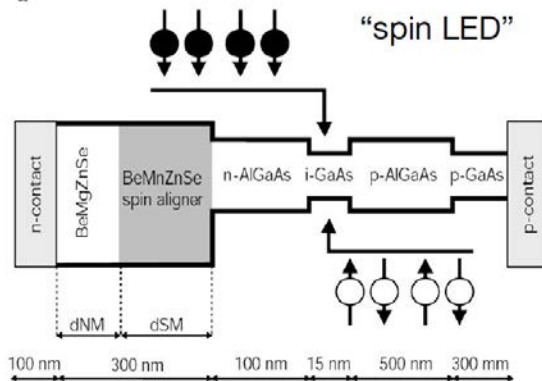 "spin LED"
n-contact
BeMgZnSe
BeMnZnSe
spin aligner
n-AlGaAs
i-GaAs
p-AlGaAs
p-GaAs
p-contact
dNM
dSM
100 nm
300 nm
100 nm
15 nm
500 nm
300 mm